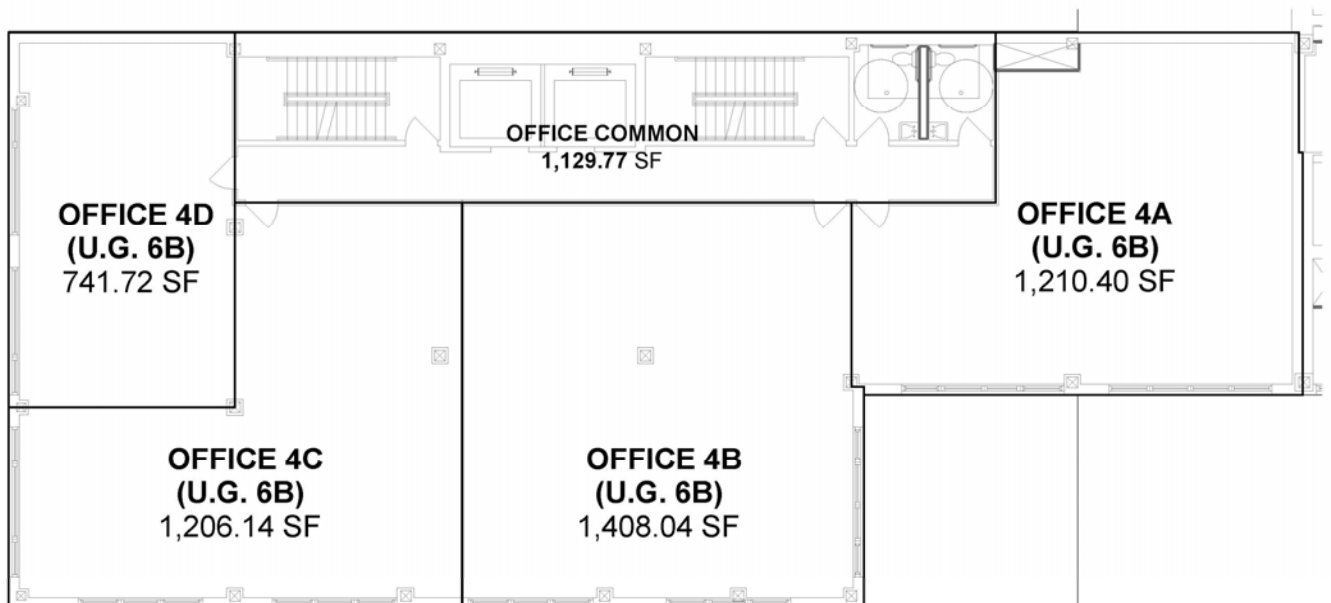 OFFICE COMMON
1,129.77 SF
OFFICE 4D
(U.G. 6B)
741.72 SF
OFFICE 4A
(U.G. 6B)
1,210.40 SF
OFFICE 4C
(U.G. 6B)
1,206.14 SF
OFFICE 4B
(U.G. 6B)
1,408.04 SF